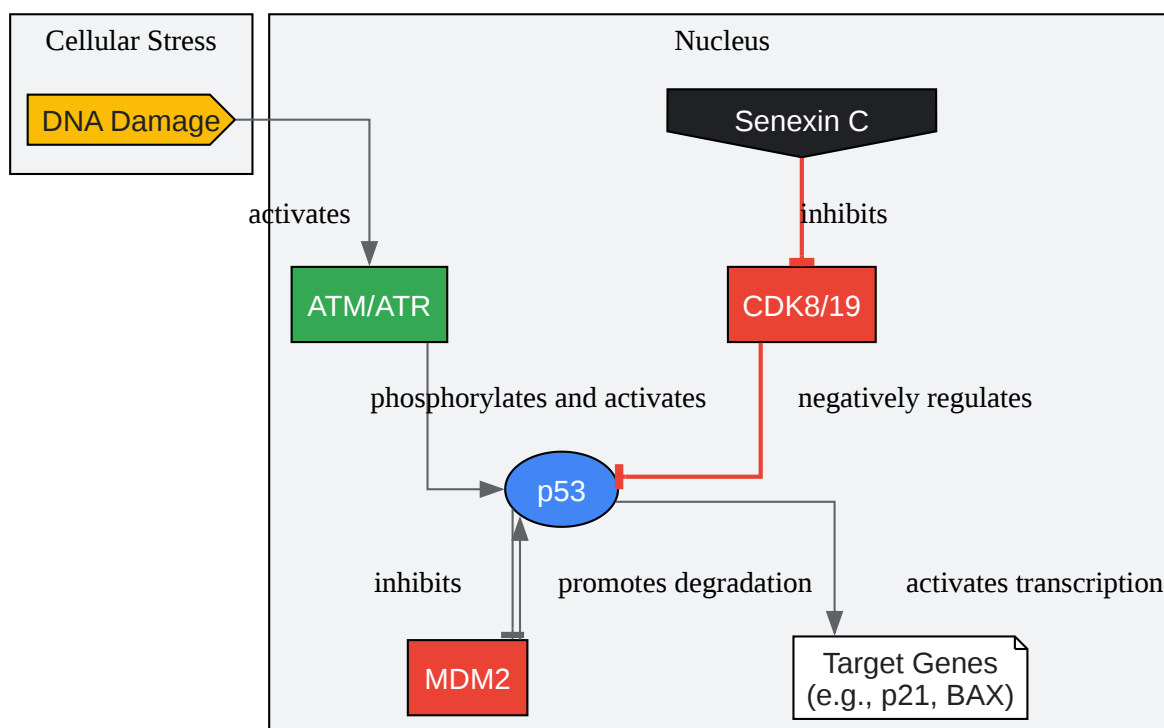 Cellular Stress
Nucleus
DNA Damage
Senexin C
activates
inhibits
ATM/ATR
CDK8/19
phosphorylates and activates
negatively regulates
p53
inhibits
promotes degradation
activates transcription
MDM2
Target Genes
(e.g., p21, BAX)